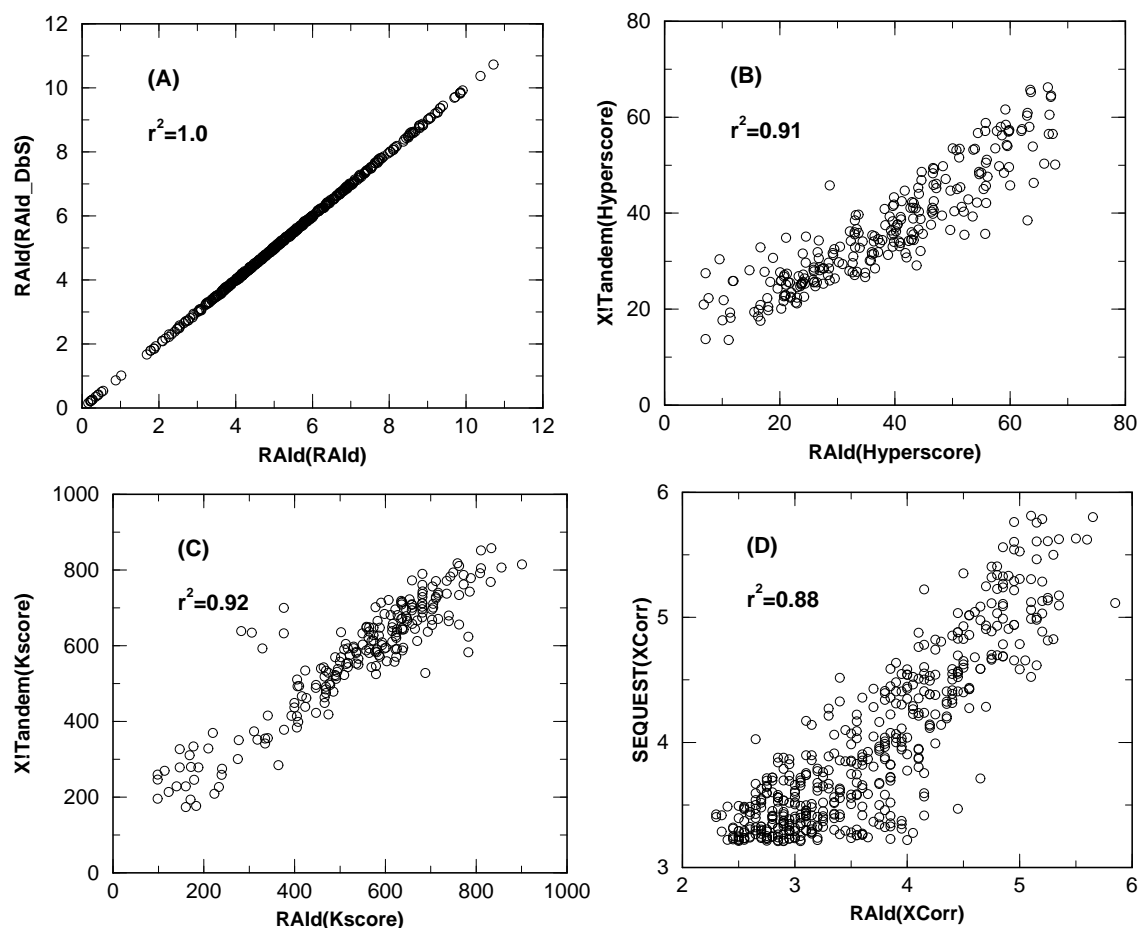 12
10
8
6
4
2
0
RAId(RAId_DbS)
(A)
r²=1.0
0 2 4 6 8 10 12
RAId(RAId)
80
60
40
20
0
X!Tandem(Hyperscore)
(B)
r²=0.91
0 20 40 60 80
RAId(Hyperscore)
1000
800
600
400
200
0
X!Tandem(Kscore)
(C)
r²=0.92
0 200 400 600 800 1000
RAId(Kscore)
6
5
4
3
SEQUEST(XCorr)
(D)
r²=0.88
2 3 4 5 6
RAId(XCorr)